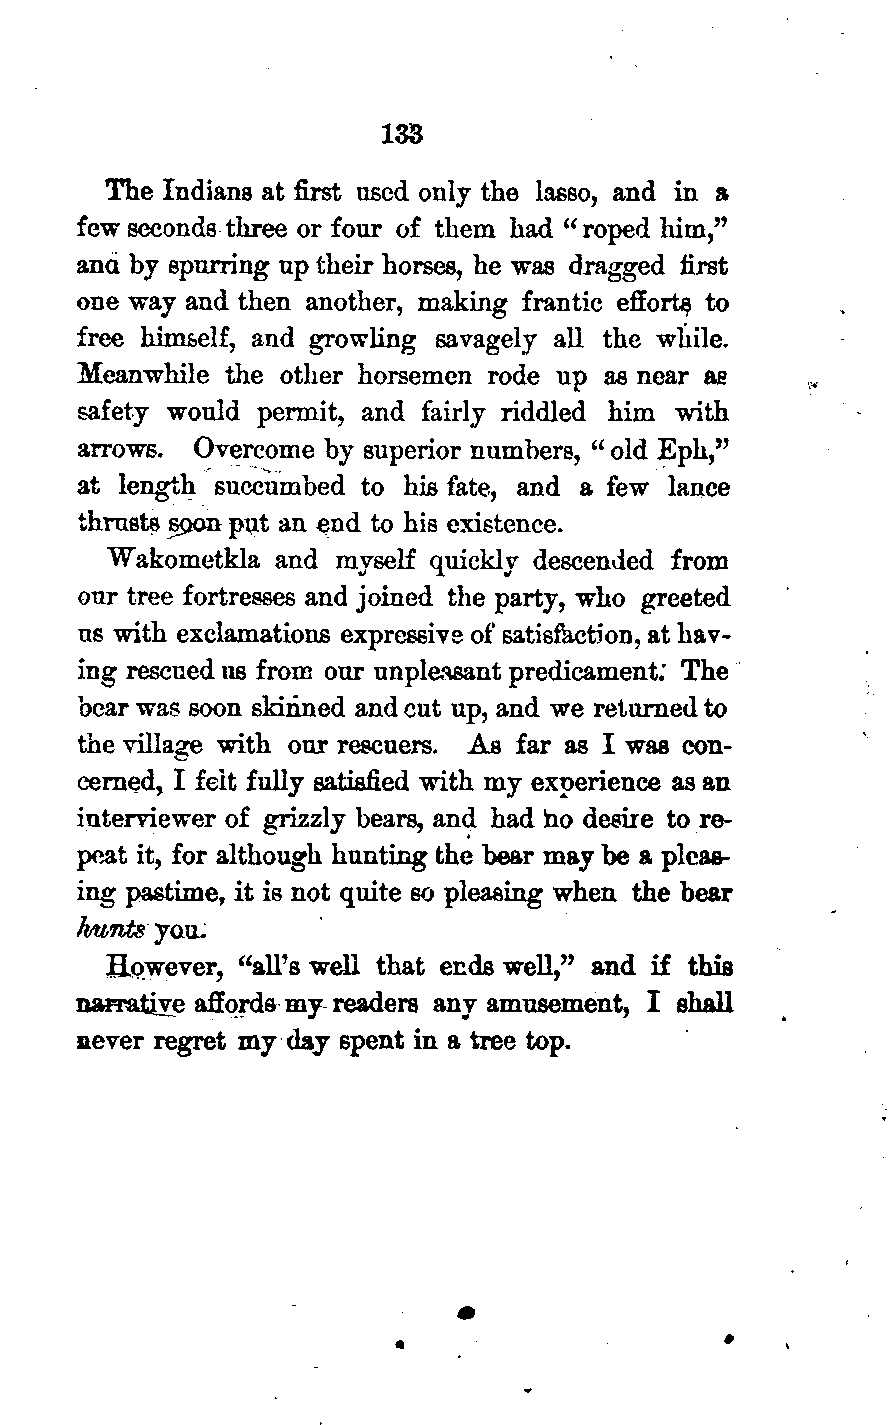 133
The Indians at first used only the lasso, and in a
few seconds three or four of them had “roped him,”
and by spurring up their horses, he was dragged first
one way and then another, making frantic efforts to
free himself, and growling savagely all the while.
Meanwhile the other horsemen rode up as near as
safety would permit, and fairly riddled him with
arrows. Overcome by superior numbers, “old Eph,”
at length succumbed to his fate, and a few lance
thrusts soon put an end to his existence.
Wakometkla and myself quickly descended from
our tree fortresses and joined the party, who greeted
us with exclamations expressive of satisfaction, at hav-
ing rescued us from our unpleasant predicament. The
bear was soon skinned and cut up, and we returned to
the village with our rescuers. As far as I was con-
cerned, I felt fully satisfied with my experience as an
interviewer of grizzly bears, and had no desire to re-
peat it, for although hunting the bear may be a pleas-
ing pastime, it is not quite so pleasing when the bear
hunts you.
However, “all’s well that ends well,” and if this
narrative affords my readers any amusement, I shall
never regret my day spent in a tree top.